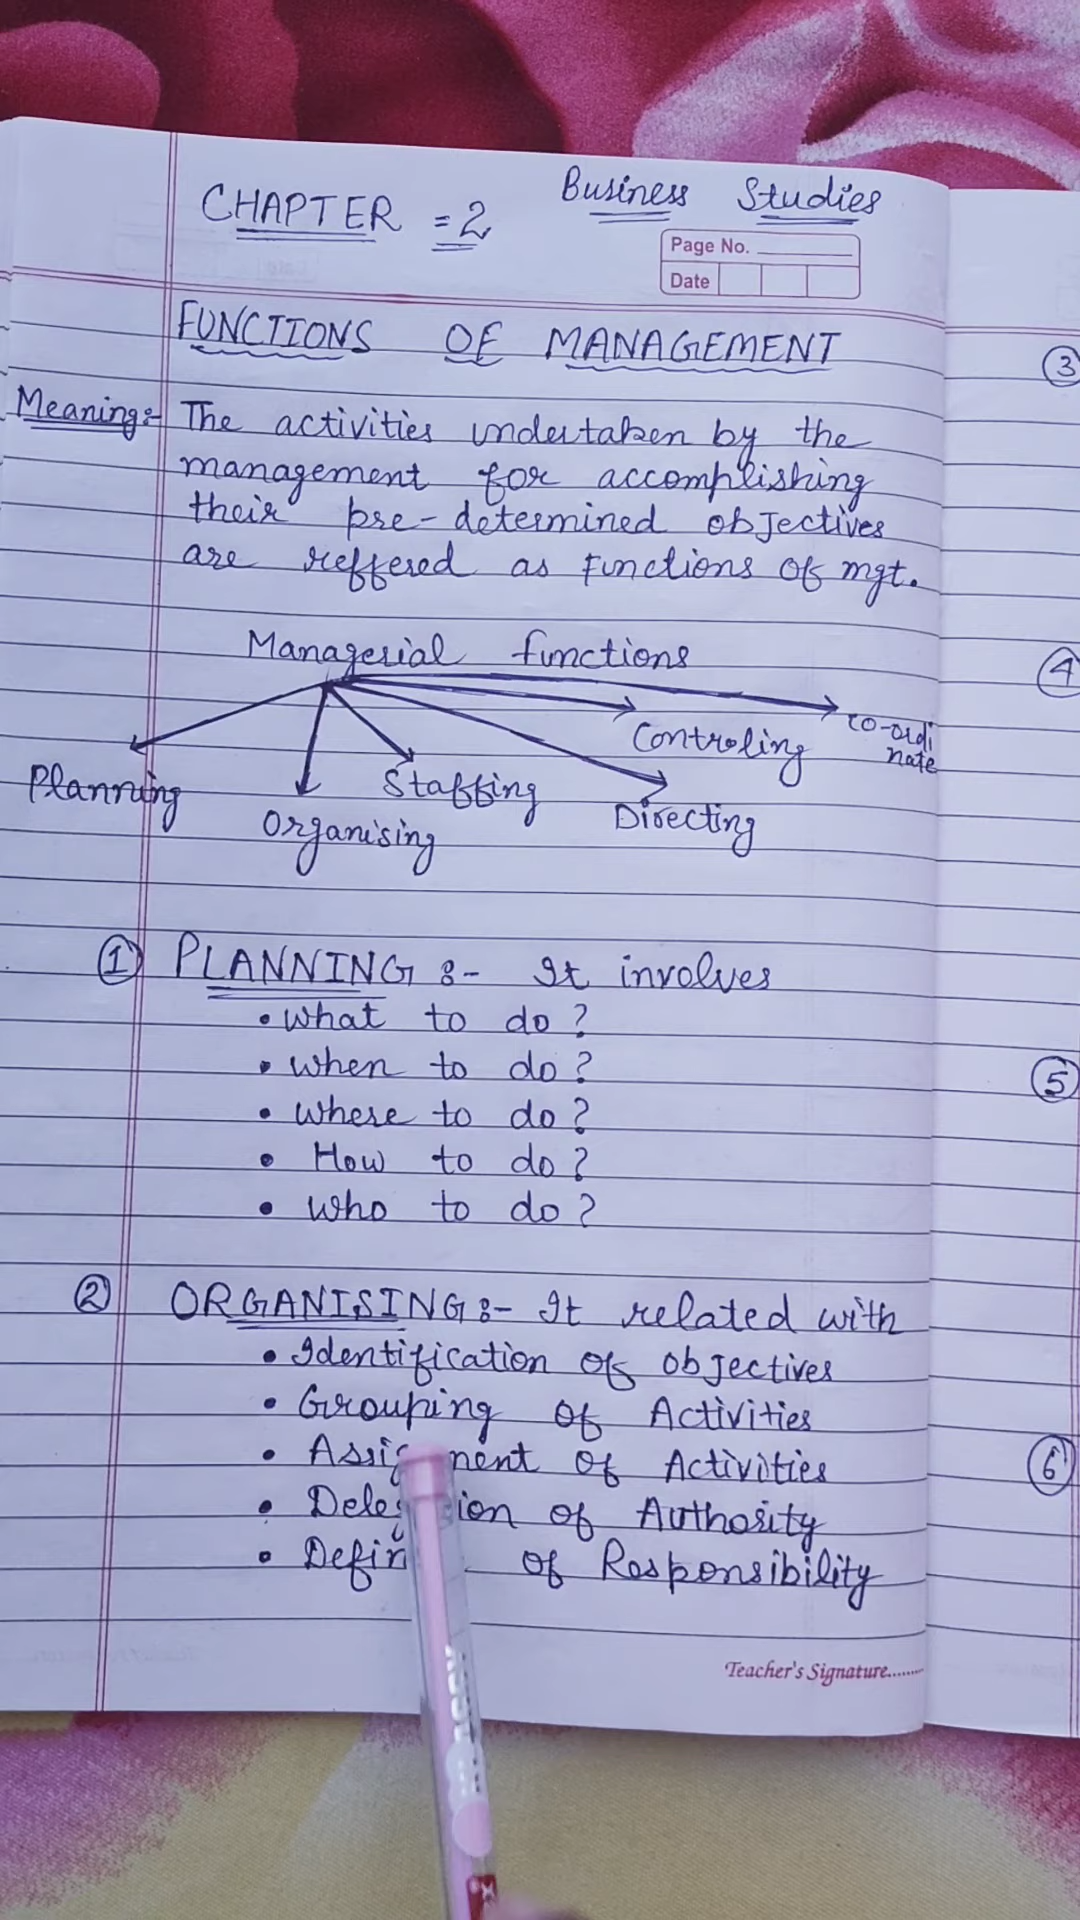 Business Studies
CHAPTER = 2
Page No.
Date
FUNCTIONS OF MANAGEMENT
Meaning:- The activities undertaken by the
management for accomplishing
their pre-determined objectives
are reffered as functions of mgt.
Managerial functions
Planning
Organising
Staffing
Directing
Controling
co-ordi
nate
① PLANNING :- It involves
• What to do?
• When to do?
• Where to do?
• How to do?
• Who to do?
② ORGANISING :- It related with
• Identification of objectives
• Grouping of Activities
• of Activities
• of Authority
• of Responsibility
Teacher's Signature........
③
④
⑤
⑥